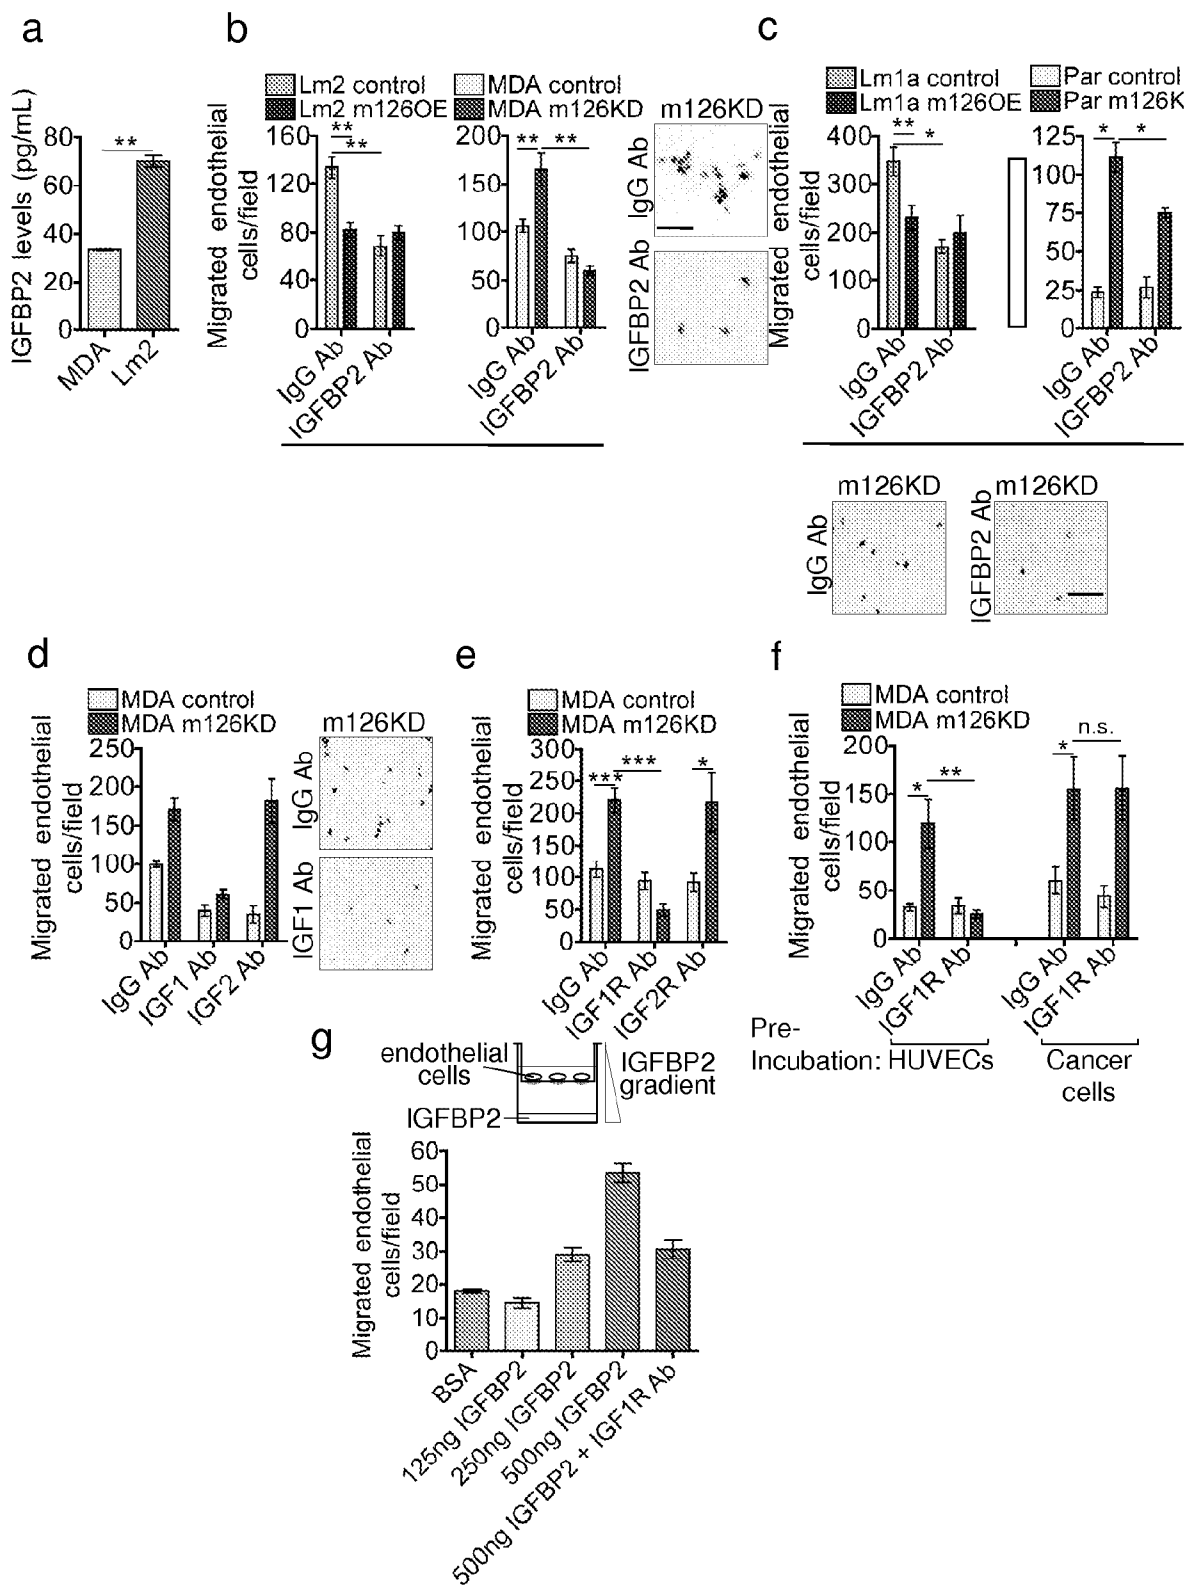 a
IGFBP2 levels (pg/mL)
80
60
40
20
0
**
MDA
Lm2
b
Lm2 control
Lm2 m126OE
MDA control
MDA m126KD
Migrated endothelial
cells/field
160
120
80
40
0
**
**
IgG Ab
IGFBP2 Ab
200
150
100
50
0
**
**
IgG Ab
IGFBP2 Ab
m126KD
IgG Ab
IGFBP2 Ab
c
Lm1a control
Lm1a m126OE
Par control
Par m126K
Migrated endothelial
cells/field
400
300
200
100
0
**
*
IgG Ab
IGFBP2 Ab
125
100
75
50
25
0
*
*
IgG Ab
IGFBP2 Ab
m126KD
IgG Ab
m126KD
IGFBP2 Ab
d
MDA control
MDA m126KD
Migrated endothelial
cells/field
250
200
150
100
50
0
IgG Ab
IGF1 Ab
IGF2 Ab
m126KD
IgG Ab
IGF1 Ab
e
MDA control
MDA m126KD
Migrated endothelial
cells/field
300
250
200
150
100
50
0
***
***
*
IgG Ab
IGF1R Ab
IGF2R Ab
f
MDA control
MDA m126KD
Migrated endothelial
cells/field
200
150
100
50
0
*
**
*
n.s.
IgG Ab
IGF1R Ab
IgG Ab
IGF1R Ab
Pre-
Incubation:
HUVECs
Cancer
cells
g
endothelial
cells
IGFBP2
IGFBP2
gradient
Migrated endothelial
cells/field
60
50
40
30
20
10
0
BSA
125ng IGFBP2
250ng IGFBP2
500ng IGFBP2
500ng IGFBP2 + IGF1R Ab